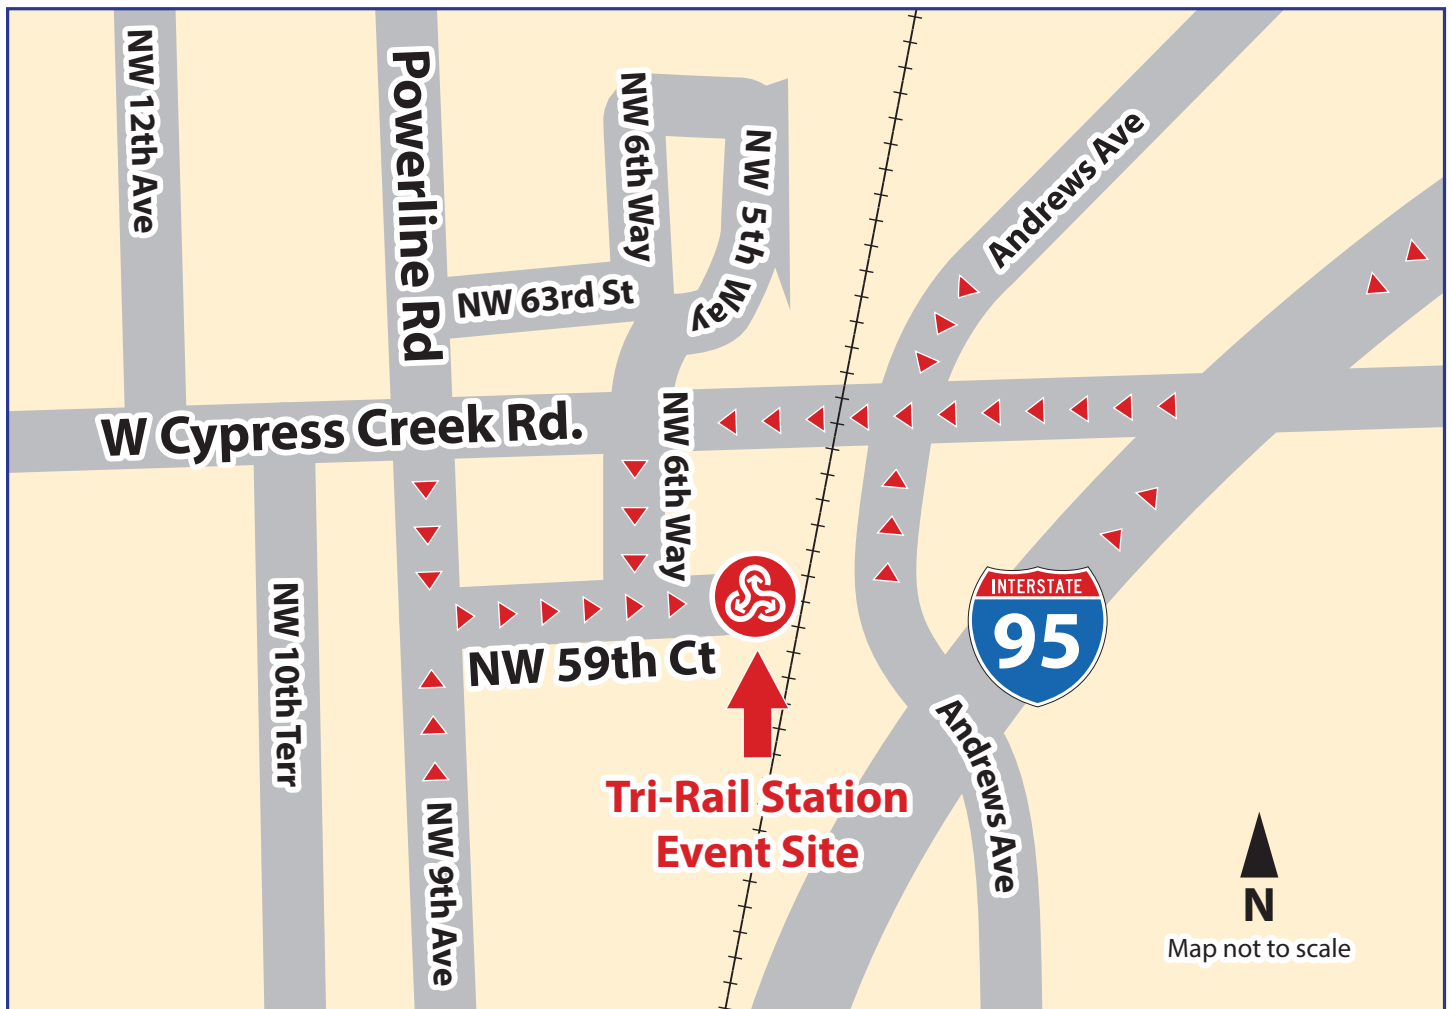 NW 12th Ave
Powerline Rd
NW 6th Way
NW 5th Way
Andrews Ave
NW 63rd St
W Cypress Creek Rd.
NW 6th Way
INTERSTATE
95
NW 10th Terr
NW 59th Ct
Andrews Ave
Tri-Rail Station
Event Site
NW 9th Ave
N
Map not to scale